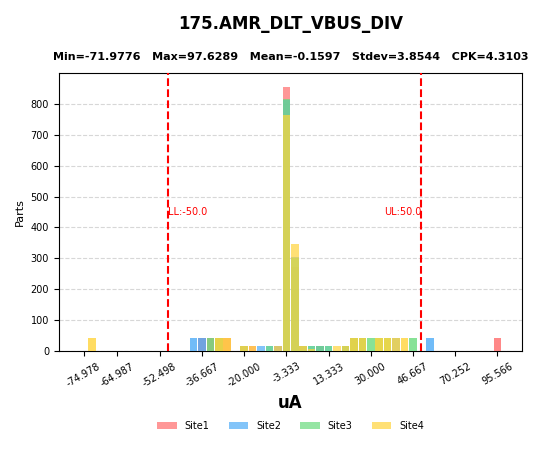 175.AMR_DLT_VBUS_DIV
Min=-71.9776 Max=97.6289 Mean=-0.1597 Stdev=3.8544 CPK=4.3103
Parts
800
700
600
500
400
300
200
100
0
LL:-50.0
UL:50.0
-74.978 -64.987 -52.498 -36.667 -20.000 -3.333 13.333 30.000 46.667 70.252 95.566
uA
Site1 Site2 Site3 Site4